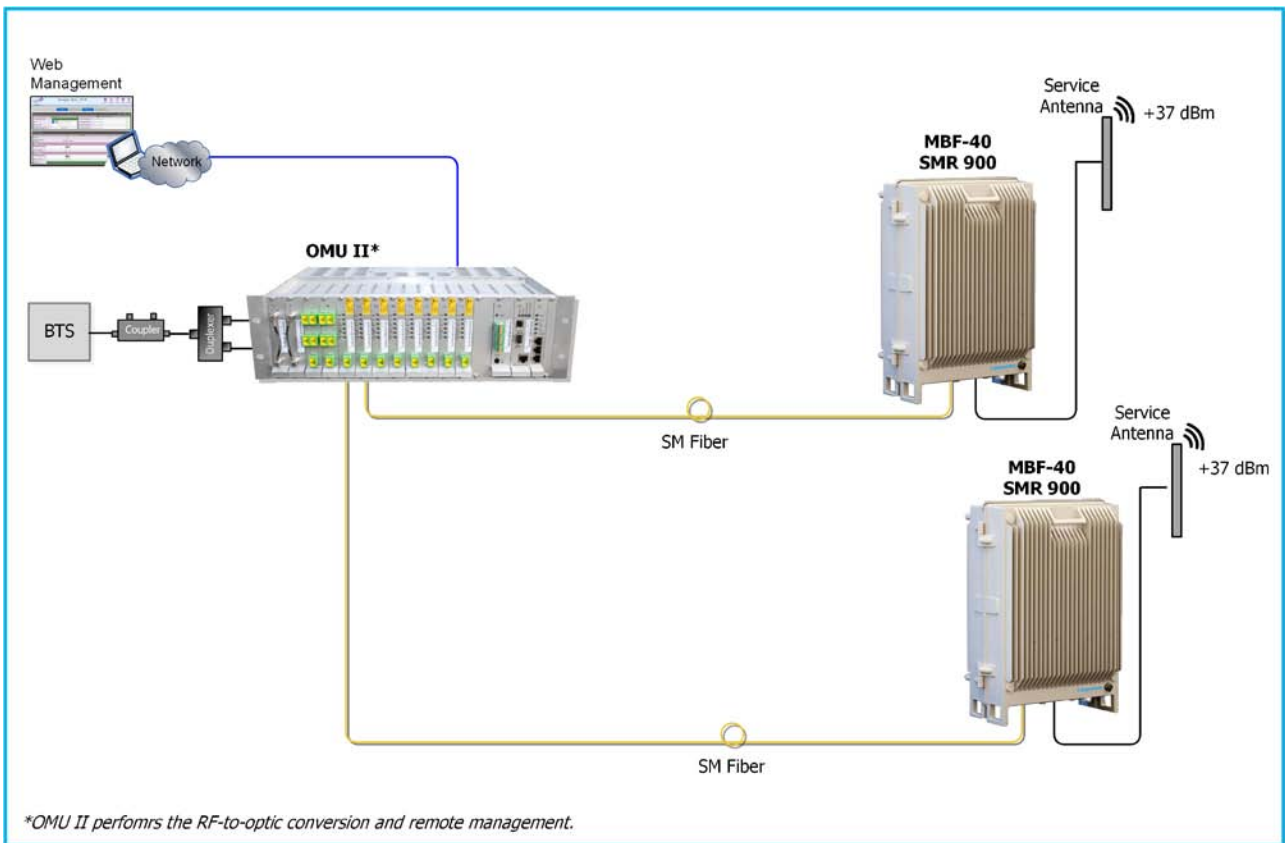 Web
Management
Network
OMU II*
BTS
Coupler
Duplexer
MBF-40
SMR 900
Service
Antenna
+37 dBm
SM Fiber
MBF-40
SMR 900
Service
Antenna
+37 dBm
SM Fiber
*OMU II perfomrs the RF-to-optic conversion and remote management.